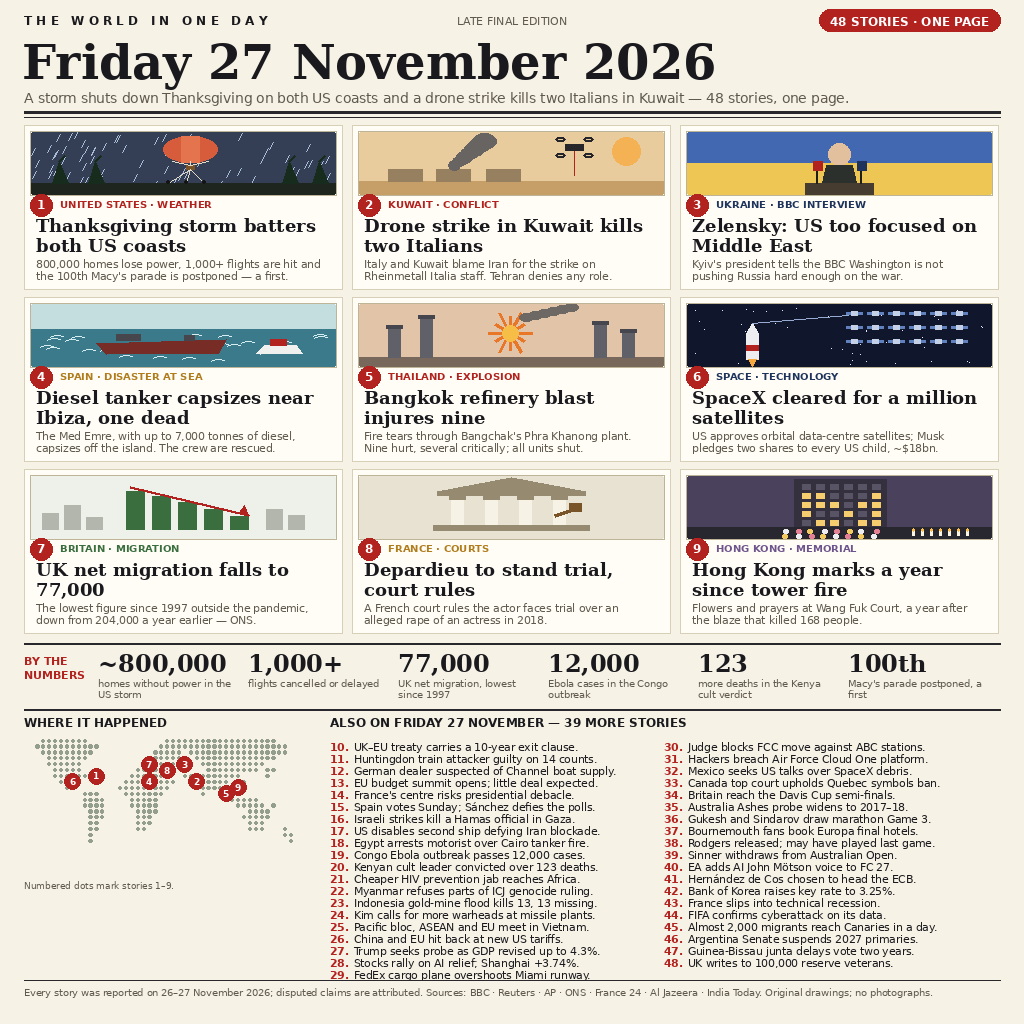 THE WORLD IN ONE DAY
LATE FINAL EDITION
48 STORIES · ONE PAGE
Friday 27 November 2026
A storm shuts down Thanksgiving on both US coasts and a drone strike kills two Italians in Kuwait — 48 stories, one page.
1 UNITED STATES · WEATHER
Thanksgiving storm batters
both US coasts
800,000 homes lose power, 1,000+ flights are hit and
the 100th Macy's parade is postponed — a first.
2 KUWAIT · CONFLICT
Drone strike in Kuwait kills
two Italians
Italy and Kuwait blame Iran for the strike on
Rheinmetall Italia staff. Tehran denies any role.
3 UKRAINE · BBC INTERVIEW
Zelensky: US too focused on
Middle East
Kyiv's president tells the BBC Washington is not
pushing Russia hard enough on the war.
4 SPAIN · DISASTER AT SEA
Diesel tanker capsizes near
Ibiza, one dead
The Med Emre, with up to 7,000 tonnes of diesel,
capsizes off the island. The crew are rescued.
5 THAILAND · EXPLOSION
Bangkok refinery blast
injures nine
Fire tears through Bangchak's Phra Khanong plant.
Nine hurt, several critically; all units shut.
6 SPACE · TECHNOLOGY
SpaceX cleared for a million
satellites
US approves orbital data-centre satellites; Musk
pledges two shares to every US child, ~$18bn.
7 BRITAIN · MIGRATION
UK net migration falls to
77,000
The lowest figure since 1997 outside the pandemic,
down from 204,000 a year earlier — ONS.
8 FRANCE · COURTS
Depardieu to stand trial,
court rules
A French court rules the actor faces trial over an
alleged rape of an actress in 2018.
9 HONG KONG · MEMORIAL
Hong Kong marks a year
since tower fire
Flowers and prayers at Wang Fuk Court, a year after
the blaze that killed 168 people.
BY THE
NUMBERS
~800,000
homes without power in the
US storm
1,000+
flights cancelled or delayed
77,000
UK net migration, lowest
since 1997
12,000
Ebola cases in the Congo
outbreak
123
more deaths in the Kenya
cult verdict
100th
Macy's parade postponed, a
first
WHERE IT HAPPENED
7
8
3
1
6
4
2
5
9
Numbered dots mark stories 1–9.
ALSO ON FRIDAY 27 NOVEMBER — 39 MORE STORIES
10. UK–EU treaty carries a 10-year exit clause.
11. Huntingdon train attacker guilty on 14 counts.
12. German dealer suspected of Channel boat supply.
13. EU budget summit opens; little deal expected.
14. France's centre risks presidential debacle.
15. Spain votes Sunday; Sánchez defies the polls.
16. Israeli strikes kill a Hamas official in Gaza.
17. US disables second ship defying Iran blockade.
18. Egypt arrests motorist over Cairo tanker fire.
19. Congo Ebola outbreak passes 12,000 cases.
20. Kenyan cult leader convicted over 123 deaths.
21. Cheaper HIV prevention jab reaches Africa.
22. Myanmar refuses parts of ICJ genocide ruling.
23. Indonesia gold-mine flood kills 13, 13 missing.
24. Kim calls for more warheads at missile plants.
25. Pacific bloc, ASEAN and EU meet in Vietnam.
26. China and EU hit back at new US tariffs.
27. Trump seeks probe as GDP revised up to 4.3%.
28. Stocks rally on AI relief; Shanghai +3.74%.
29. FedEx cargo plane overshoots Miami runway.
30. Judge blocks FCC move against ABC stations.
31. Hackers breach Air Force Cloud One platform.
32. Mexico seeks US talks over SpaceX debris.
33. Canada top court upholds Quebec symbols ban.
34. Britain reach the Davis Cup semi-finals.
35. Australia Ashes probe widens to 2017–18.
36. Gukesh and Sindarov draw marathon Game 3.
37. Bournemouth fans book Europa final hotels.
38. Rodgers released; may have played last game.
39. Sinner withdraws from Australian Open.
40. EA adds AI John Mötson voice to FC 27.
41. Hernández de Cos chosen to head the ECB.
42. Bank of Korea raises key rate to 3.25%.
43. France slips into technical recession.
44. FIFA confirms cyberattack on its data.
45. Almost 2,000 migrants reach Canaries in a day.
46. Argentina Senate suspends 2027 primaries.
47. Guinea-Bissau junta delays vote two years.
48. UK writes to 100,000 reserve veterans.
Every story was reported on 26–27 November 2026; disputed claims are attributed. Sources: BBC · Reuters · AP · ONS · France 24 · Al Jazeera · India Today. Original drawings; no photographs.